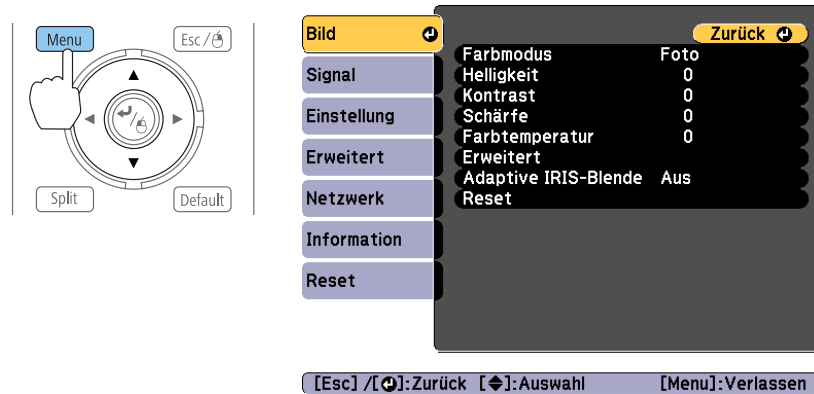 Menu
Esc /
Split
Default
Bild
Signal
Einstellung
Erweitert
Netzwerk
Information
Reset
Zurück
Farbmodus Foto
Helligkeit 0
Kontrast 0
Schärfe 0
Farbtemperatur 0
Erweitert
Adaptive IRIS-Blende Aus
Reset
[Esc] /[ ]:Zurück [ ]:Auswahl [Menu]:Verlassen